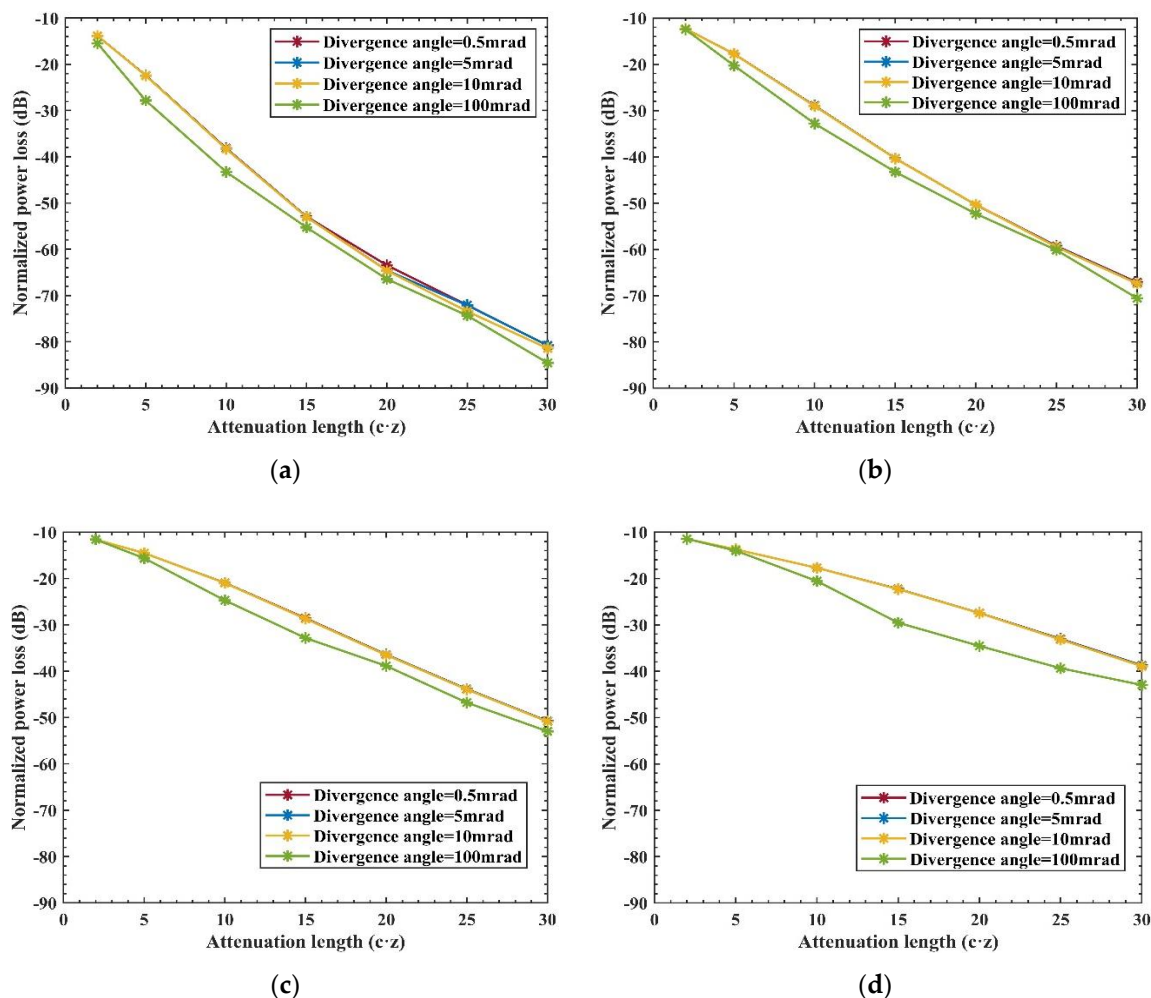 -10
-20
-30
-40
-50
-60
-70
-80
-90
Normalized power loss (dB)
Divergence angle=0.5mrad
Divergence angle=5mrad
Divergence angle=10mrad
Divergence angle=100mrad
0 5 10 15 20 25 30
Attenuation length (c·z)
(a)
-10
-20
-30
-40
-50
-60
-70
-80
-90
Normalized power loss (dB)
Divergence angle=0.5mrad
Divergence angle=5mrad
Divergence angle=10mrad
Divergence angle=100mrad
0 5 10 15 20 25 30
Attenuation length (c·z)
(b)
-10
-20
-30
-40
-50
-60
-70
-80
-90
Normalized power loss (dB)
Divergence angle=0.5mrad
Divergence angle=5mrad
Divergence angle=10mrad
Divergence angle=100mrad
0 5 10 15 20 25 30
Attenuation length (c·z)
(c)
-10
-20
-30
-40
-50
-60
-70
-80
-90
Normalized power loss (dB)
Divergence angle=0.5mrad
Divergence angle=5mrad
Divergence angle=10mrad
Divergence angle=100mrad
0 5 10 15 20 25 30
Attenuation length (c·z)
(d)